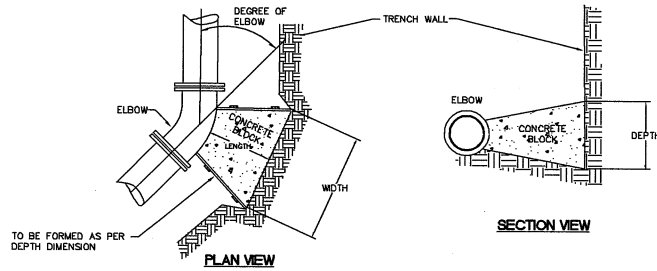 DEGREE OF
ELBOW
TRENCH WALL
ELBOW
CONCRETE
BLOCK
LENGTH
WIDTH
TO BE FORMED AS PER
DEPTH DIMENSION
PLAN VIEW
ELBOW
CONCRETE
BLOCK
DEPTH
SECTION VIEW